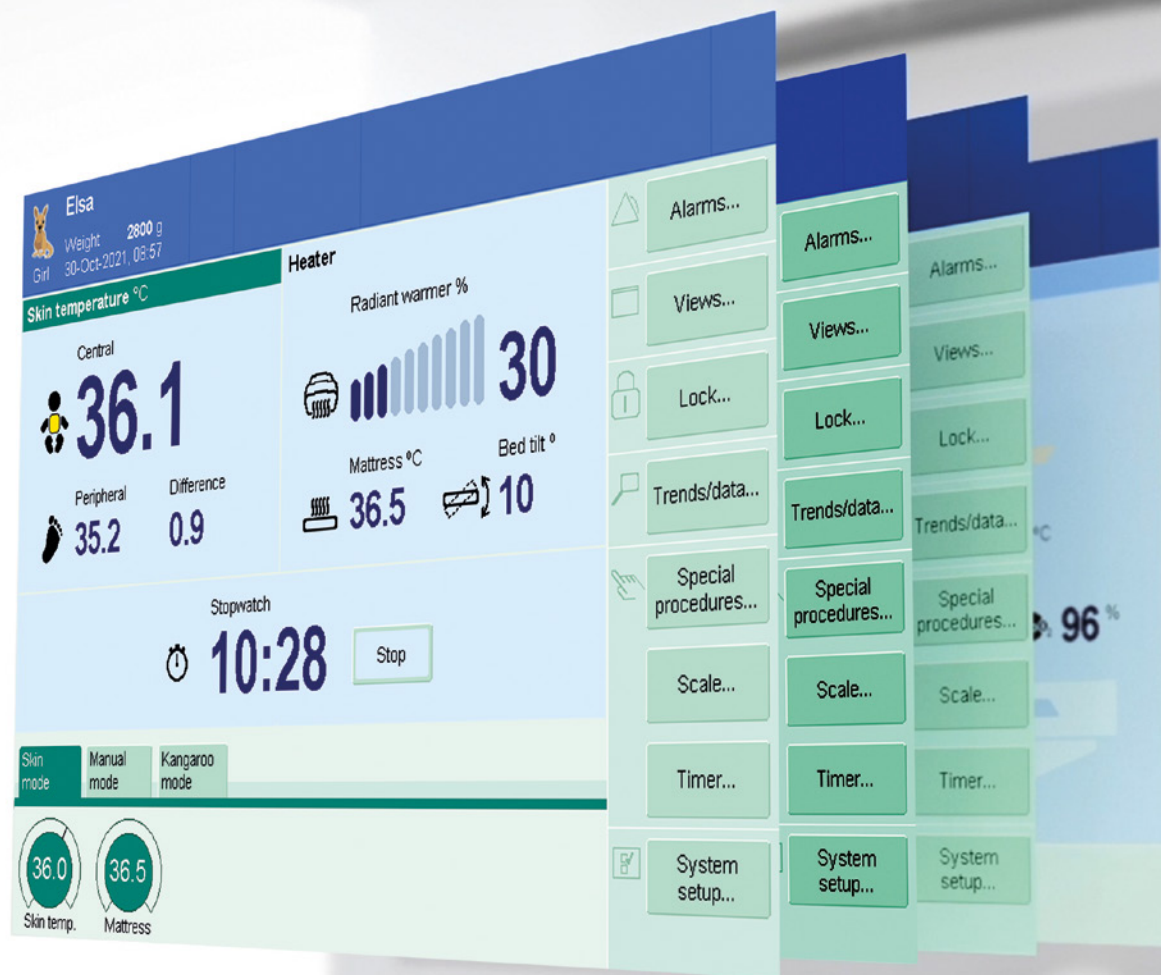 Elsa
Weight 2800 g
Girl 30-Oct-2021, 08:57
Skin temperature °C
Central
36.1
Peripheral
35.2
Difference
0.9
Heater
Radiant warmer %
30
Mattress °C
36.5
Bed tilt °
10
Stopwatch
10:28
Stop
Skin
mode
Manual
mode
Kangaroo
mode
36.0
Skin temp.
36.5
Mattress
Alarms...
Views...
Lock...
Trends/data...
Special
procedures...
Scale...
Timer...
System
setup...
Alarms...
Views...
Lock...
Trends/data...
Special
procedures...
Scale...
Timer...
System
setup...
Alarms...
Views...
Lock...
Trends/data...
Special
procedures...
Scale...
Timer...
System
setup...
°C
96 %